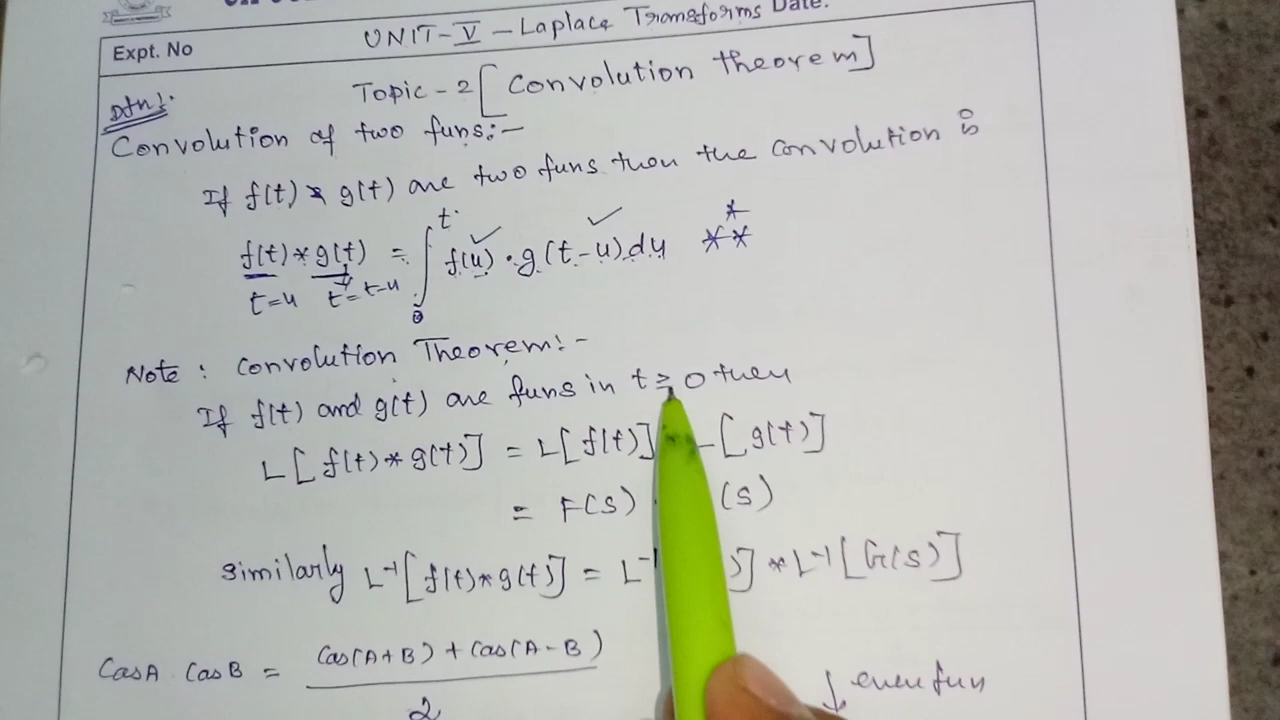 Expt. No
Date:
UNIT-V - Laplace Transforms
Topic - 2 [Convolution theorem]
Dfn:
Convolution of two funs:-
If f(t) & g(t) are two funs then the convolution is
f(t) * g(t) = ∫₀ᵗ f(u) · g(t-u) du ***
t=u t=t-u
Note : Convolution Theorem:-
If f(t) and g(t) are funs in t ≥ 0 then
L[f(t) * g(t)] = L[f(t)] L[g(t)]
= F(S) (S)
Similarly L⁻¹[f(t) * g(t)] = L⁻¹ )] * L⁻¹[G(S)]
CosA CosB = Cos(A+B) + Cos(A-B)
2
↓ even fun